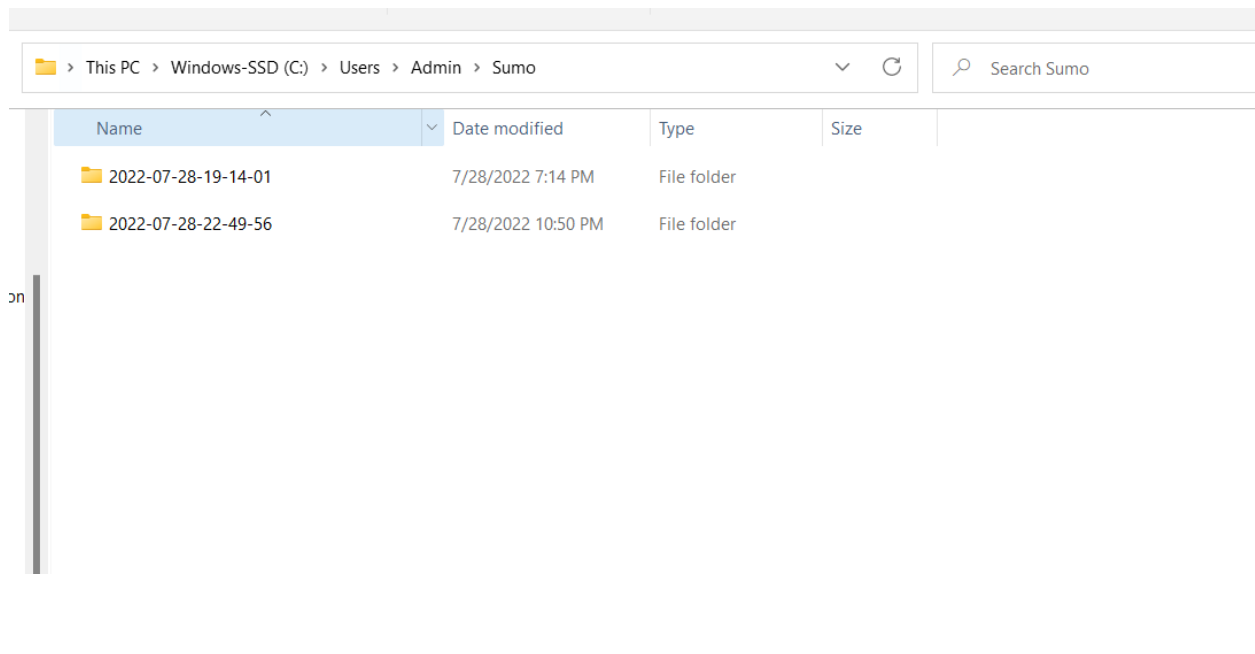 This PC > Windows-SSD (C:) > Users > Admin > Sumo Search Sumo
Name Date modified Type Size
2022-07-28-19-14-01 7/28/2022 7:14 PM File folder
2022-07-28-22-49-56 7/28/2022 10:50 PM File folder
on